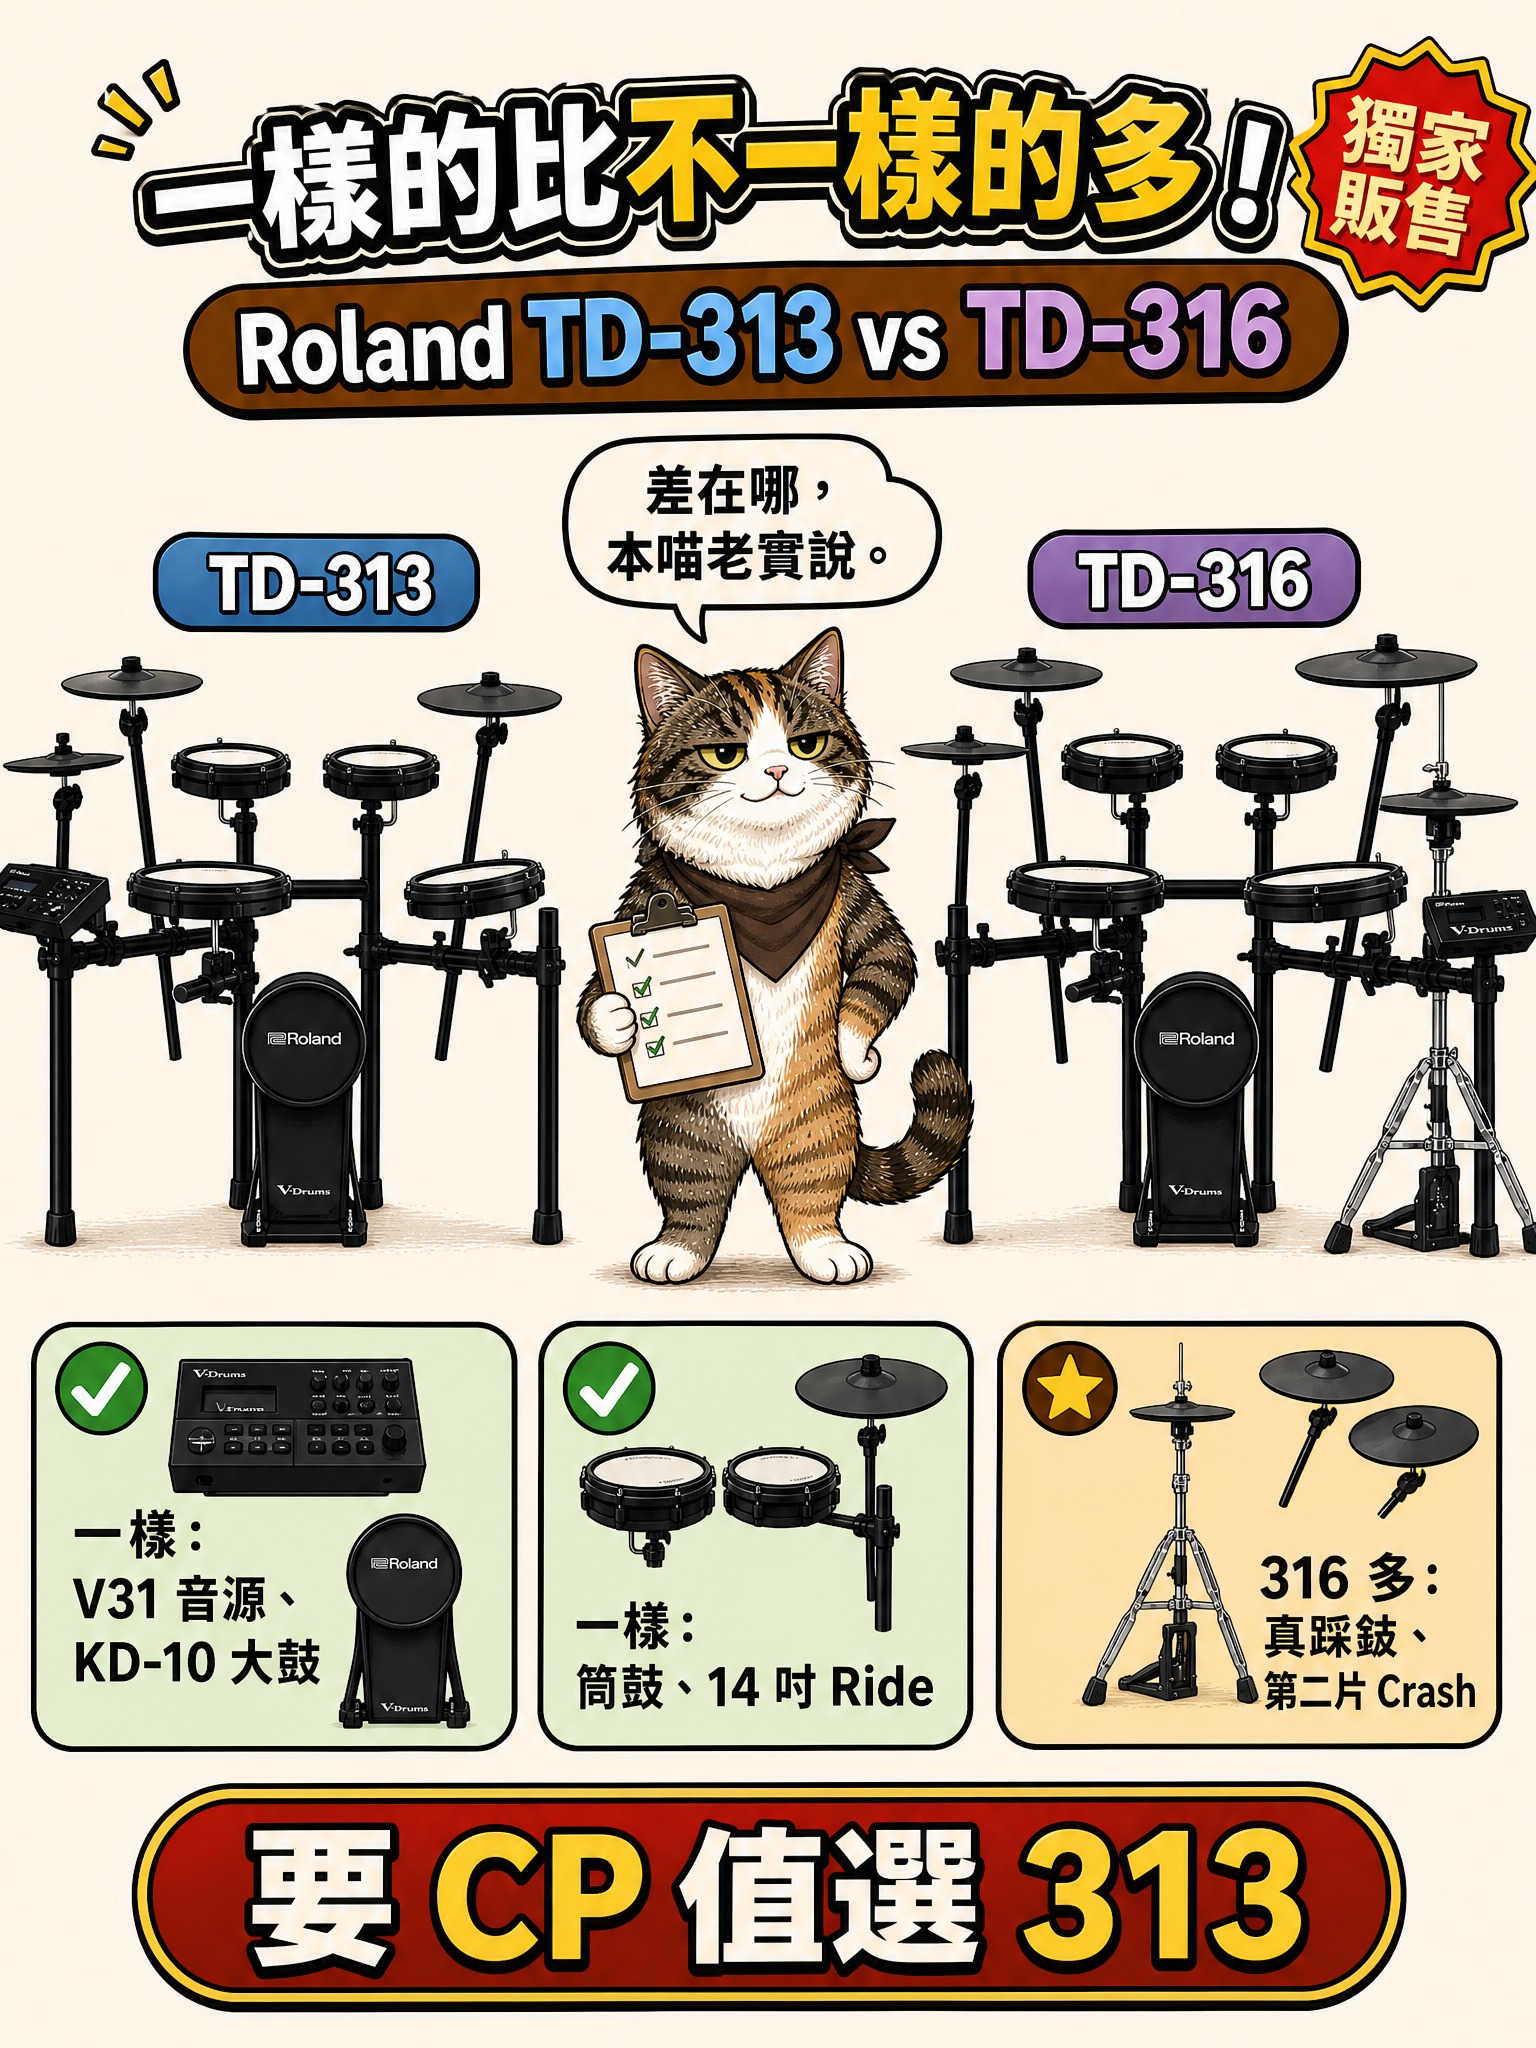 一樣的比不一樣的多！
獨家
販售
Roland TD-313 vs TD-316
差在哪，
本喵老實說。
TD-313
TD-316
V-Drums
Roland
V-Drums
Roland
V-Drums
V-Drums
一樣：
V31 音源、
KD-10 大鼓
Roland
V-Drums
一樣：
筒鼓、14 吋 Ride
316 多：
真踩鈸、
第二片 Crash
要 CP 值選 313